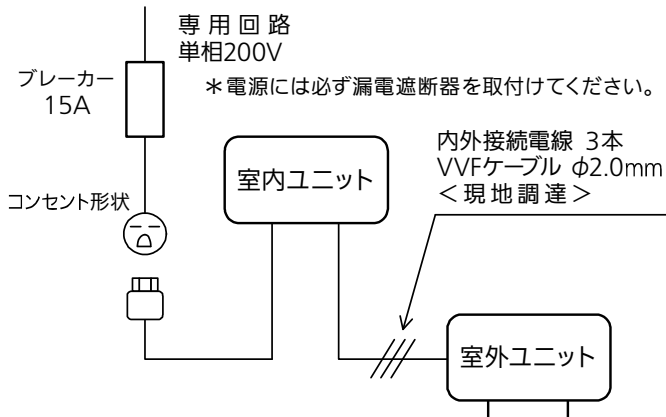 専用回路
単相200V
ブレーカー
15A
＊電源には必ず漏電遮断器を取付けてください。
内外接続電線 3本
VVFケーブル φ2.0mm
＜現地調達＞
室内ユニット
コンセント形状
室外ユニット